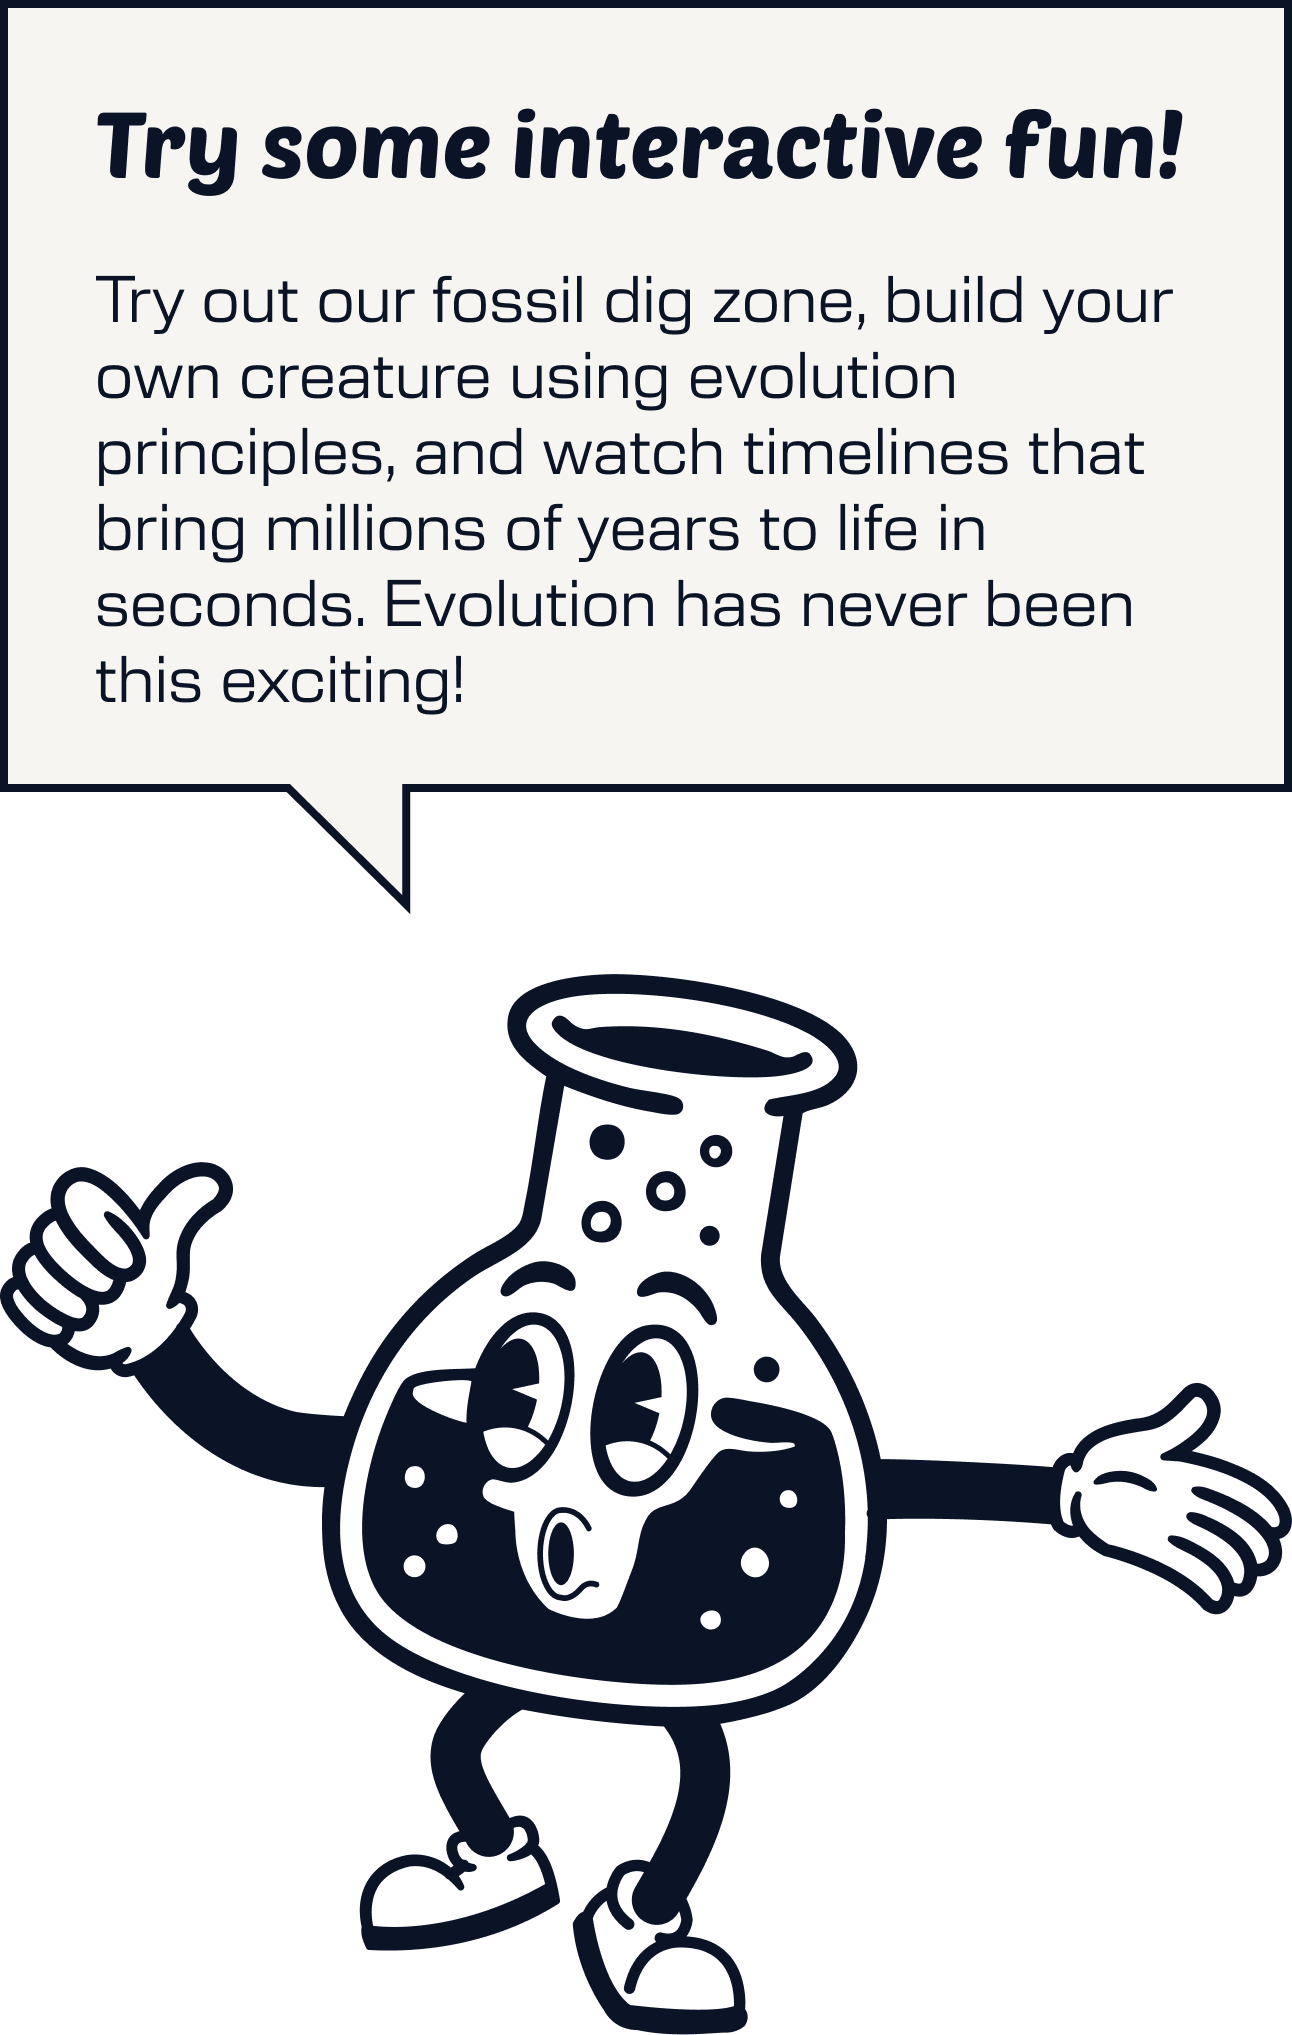 Try some interactive fun!
Try out our fossil dig zone, build your
own creature using evolution
principles, and watch timelines that
bring millions of years to life in
seconds. Evolution has never been
this exciting!